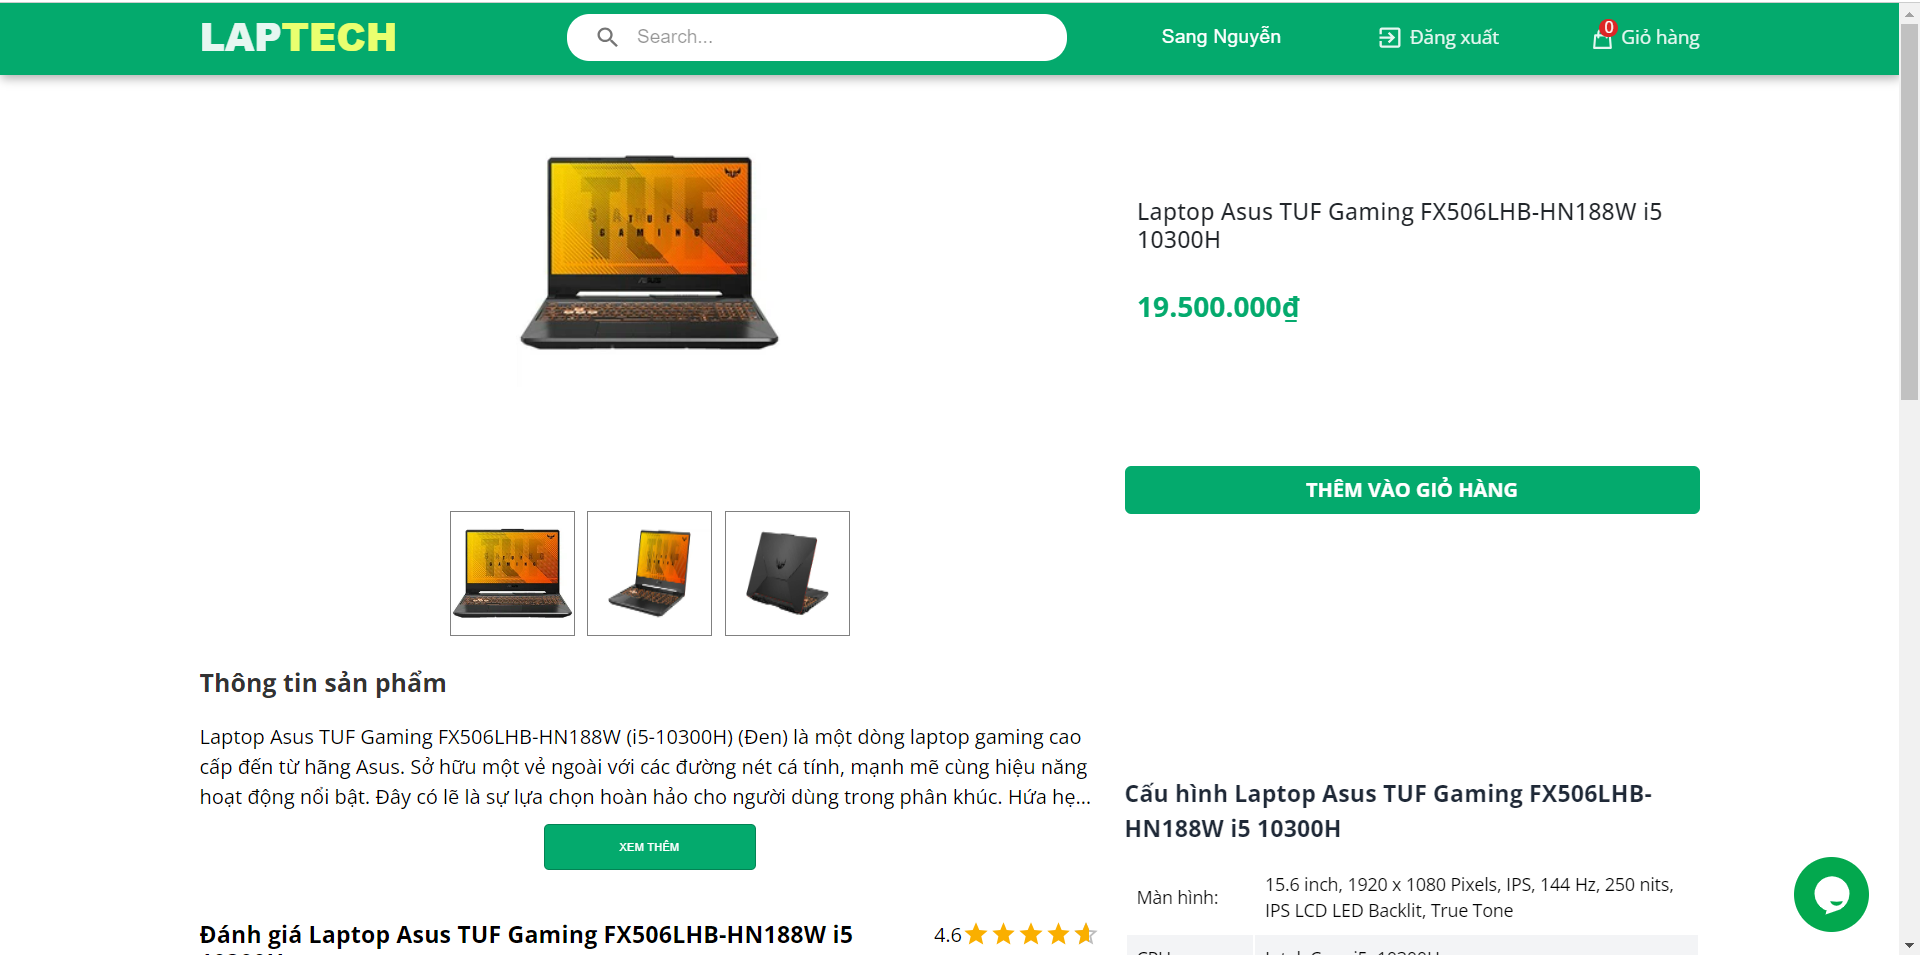 LAPTECH
Search...
Sang Nguyễn
Đăng xuất
0
Giỏ hàng
TUF
GAMING
TUF
GAMING
Laptop Asus TUF Gaming FX506LHB-HN188W i5
10300H
19.500.000₫
THÊM VÀO GIỎ HÀNG
Thông tin sản phẩm
Laptop Asus TUF Gaming FX506LHB-HN188W (i5-10300H) (Đen) là một dòng laptop gaming cao
cấp đến từ hãng Asus. Sở hữu một vẻ ngoài với các đường nét cá tính, mạnh mẽ cùng hiệu năng
hoạt động nổi bật. Đây có lẽ là sự lựa chọn hoàn hảo cho người dùng trong phân khúc. Hứa hẹ...
XEM THÊM
Cấu hình Laptop Asus TUF Gaming FX506LHB-
HN188W i5 10300H
Màn hình:
15.6 inch, 1920 x 1080 Pixels, IPS, 144 Hz, 250 nits,
IPS LCD LED Backlit, True Tone
Đánh giá Laptop Asus TUF Gaming FX506LHB-HN188W i5
4.6